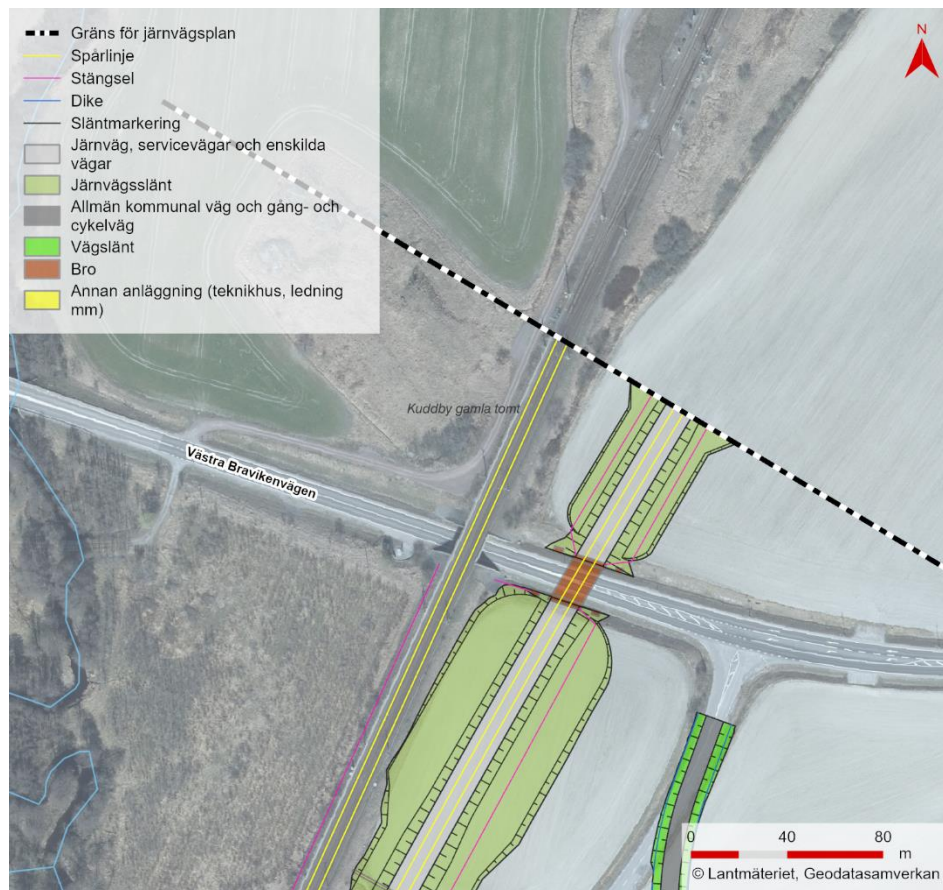 Gräns för järnvägsplan
Spårlinje
Stängsel
Dike
Släntmarkering
Järnväg, servicevägar och enskilda
vägar
Järnvägsslänt
Allmän kommunal väg och gång- och
cykelväg
Vägslänt
Bro
Annan anläggning (teknikhus, ledning
mm)
N
Kuddby gamla tomt
Västra Bravikenvägen
0 40 80
m
© Lantmäteriet, Geodatasamverkan